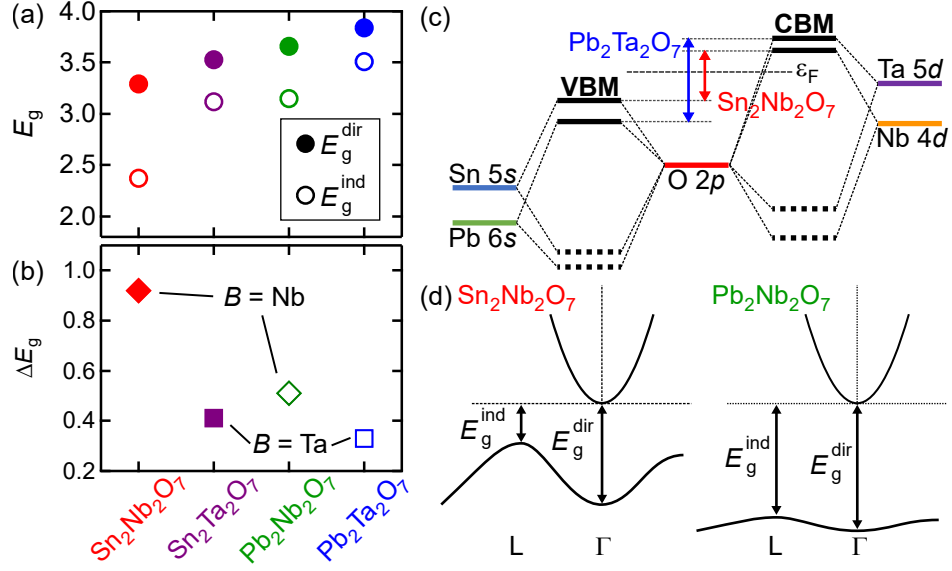 (a)
4.0
3.5
3.0
2.5
2.0
E_g
E_g^dir
E_g^ind
(b)
1.0
0.8
0.6
0.4
0.2
ΔE_g
B = Nb
B = Ta
Sn₂Nb₂O₇
Sn₂Ta₂O₇
Pb₂Nb₂O₇
Pb₂Ta₂O₇
(c)
CBM
Pb₂Ta₂O₇
VBM
ε_F
Ta 5d
Sn₂Nb₂O₇
Nb 4d
Sn 5s
O 2p
Pb 6s
(d)
Sn₂Nb₂O₇
Pb₂Nb₂O₇
E_g^ind
E_g^dir
E_g^ind
E_g^dir
L
Γ
L
Γ